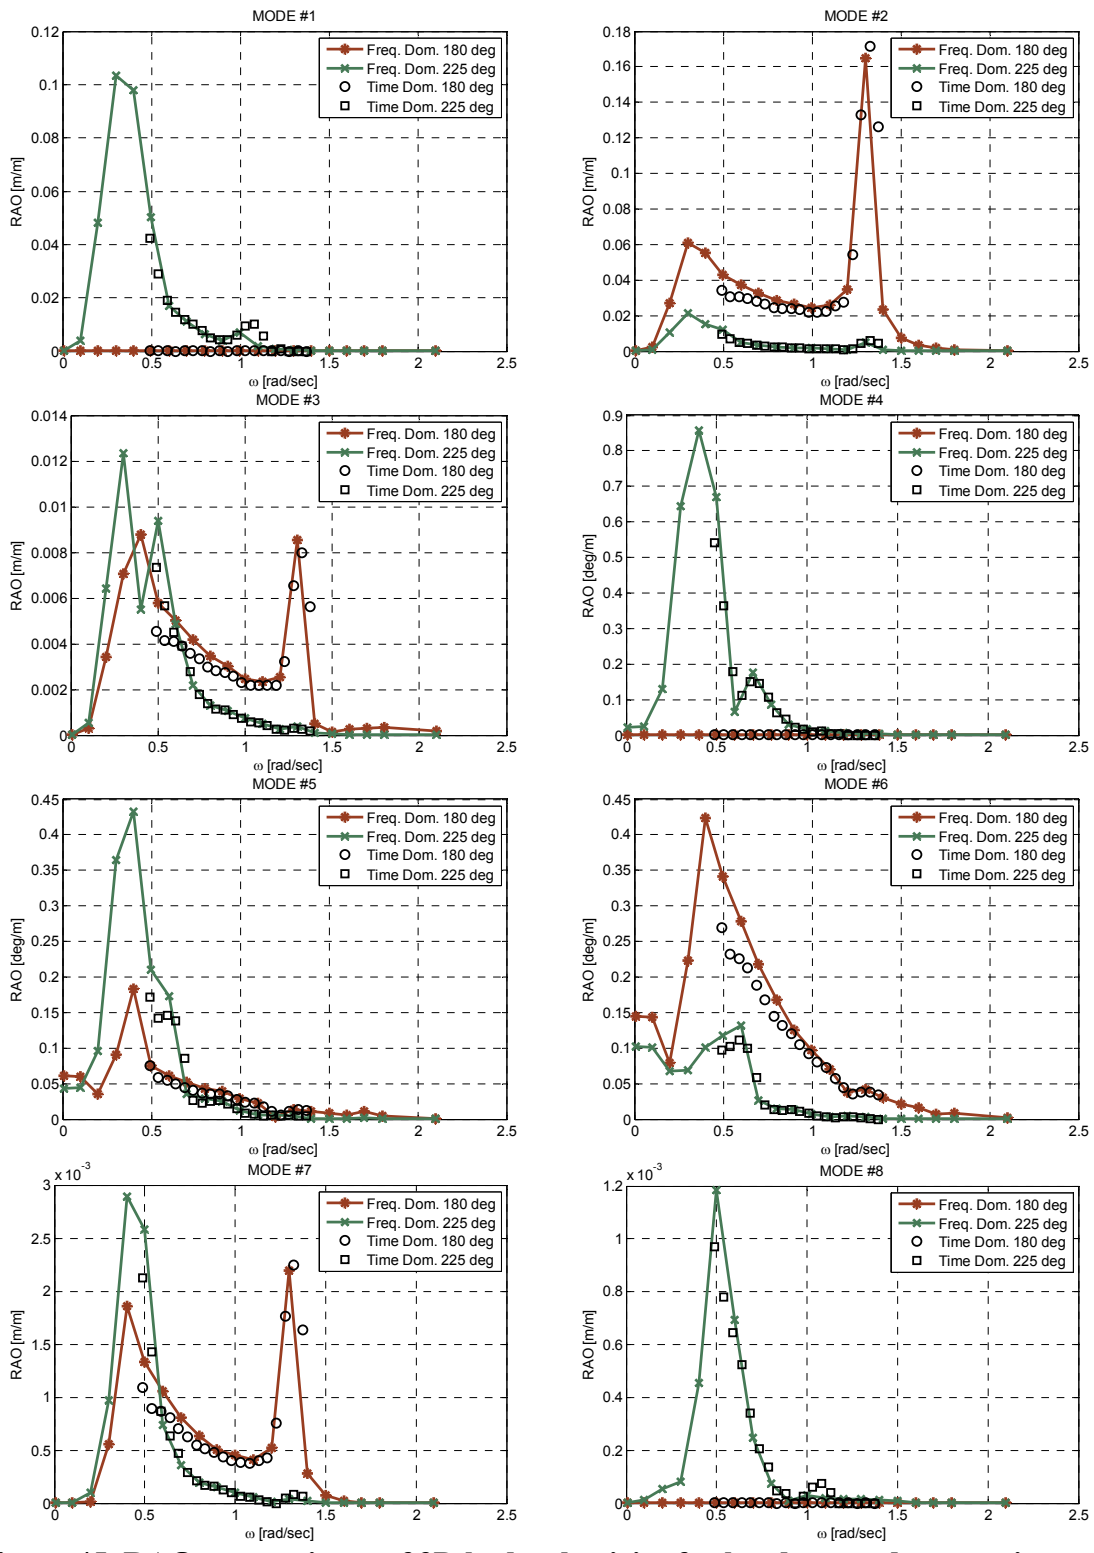 MODE #1
0.12
0.1
0.08
0.06
0.04
0.02
0
RAO [m/m]
Freq. Dom. 180 deg
Freq. Dom. 225 deg
Time Dom. 180 deg
Time Dom. 225 deg
0 0.5 1 1.5 2 2.5
ω [rad/sec]
MODE #2
0.18
0.16
0.14
0.12
0.1
0.08
0.06
0.04
0.02
0
RAO [m/m]
Freq. Dom. 180 deg
Freq. Dom. 225 deg
Time Dom. 180 deg
Time Dom. 225 deg
0 0.5 1 1.5 2 2.5
ω [rad/sec]
MODE #3
0.014
0.012
0.01
0.008
0.006
0.004
0.002
0
RAO [m/m]
Freq. Dom. 180 deg
Freq. Dom. 225 deg
Time Dom. 180 deg
Time Dom. 225 deg
0 0.5 1 1.5 2 2.5
ω [rad/sec]
MODE #4
0.9
0.8
0.7
0.6
0.5
0.4
0.3
0.2
0.1
0
RAO [deg/m]
Freq. Dom. 180 deg
Freq. Dom. 225 deg
Time Dom. 180 deg
Time Dom. 225 deg
0 0.5 1 1.5 2 2.5
ω [rad/sec]
MODE #5
0.45
0.4
0.35
0.3
0.25
0.2
0.15
0.1
0.05
0
RAO [deg/m]
Freq. Dom. 180 deg
Freq. Dom. 225 deg
Time Dom. 180 deg
Time Dom. 225 deg
0 0.5 1 1.5 2 2.5
ω [rad/sec]
MODE #6
0.45
0.4
0.35
0.3
0.25
0.2
0.15
0.1
0.05
0
RAO [deg/m]
Freq. Dom. 180 deg
Freq. Dom. 225 deg
Time Dom. 180 deg
Time Dom. 225 deg
0 0.5 1 1.5 2 2.5
ω [rad/sec]
MODE #7
x 10-3
3
2.5
2
1.5
1
0.5
0
RAO [m/m]
Freq. Dom. 180 deg
Freq. Dom. 225 deg
Time Dom. 180 deg
Time Dom. 225 deg
0 0.5 1 1.5 2 2.5
ω [rad/sec]
MODE #8
x 10-3
1.2
1
0.8
0.6
0.4
0.2
0
RAO [m/m]
Freq. Dom. 180 deg
Freq. Dom. 225 deg
Time Dom. 180 deg
Time Dom. 225 deg
0 0.5 1 1.5 2 2.5
ω [rad/sec]